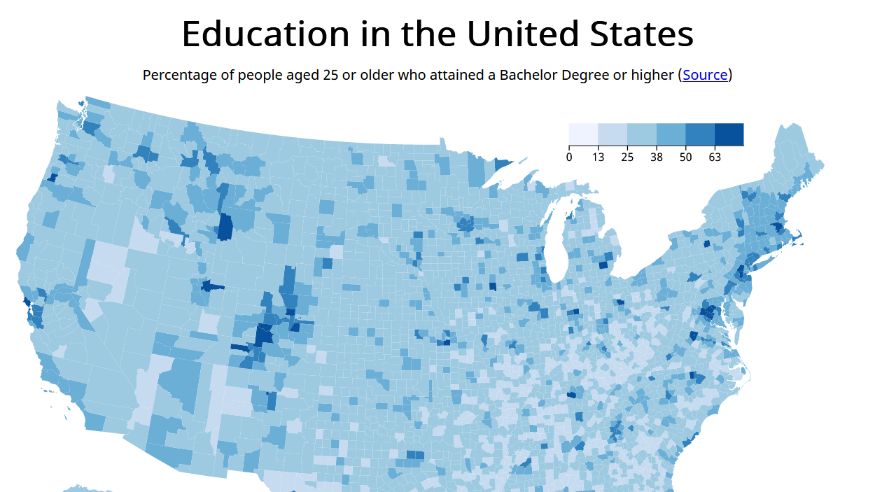 Education in the United States
Percentage of people aged 25 or older who attained a Bachelor Degree or higher (Source)
0 13 25 38 50 63